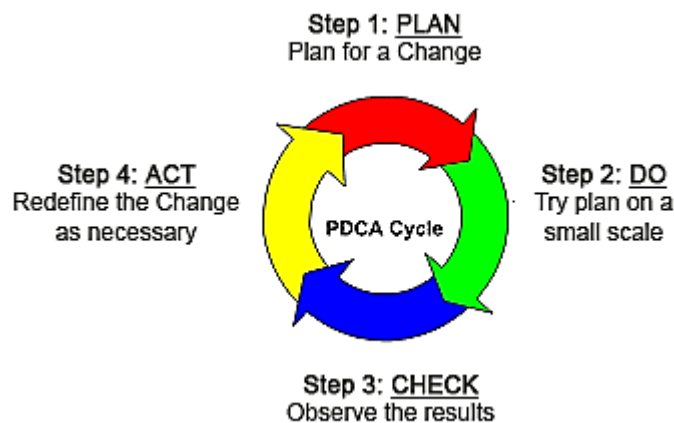 Step 1: PLAN
Plan for a Change
Step 2: DO
Try plan on a
small scale
Step 3: CHECK
Observe the results
Step 4: ACT
Redefine the Change
as necessary
PDCA Cycle